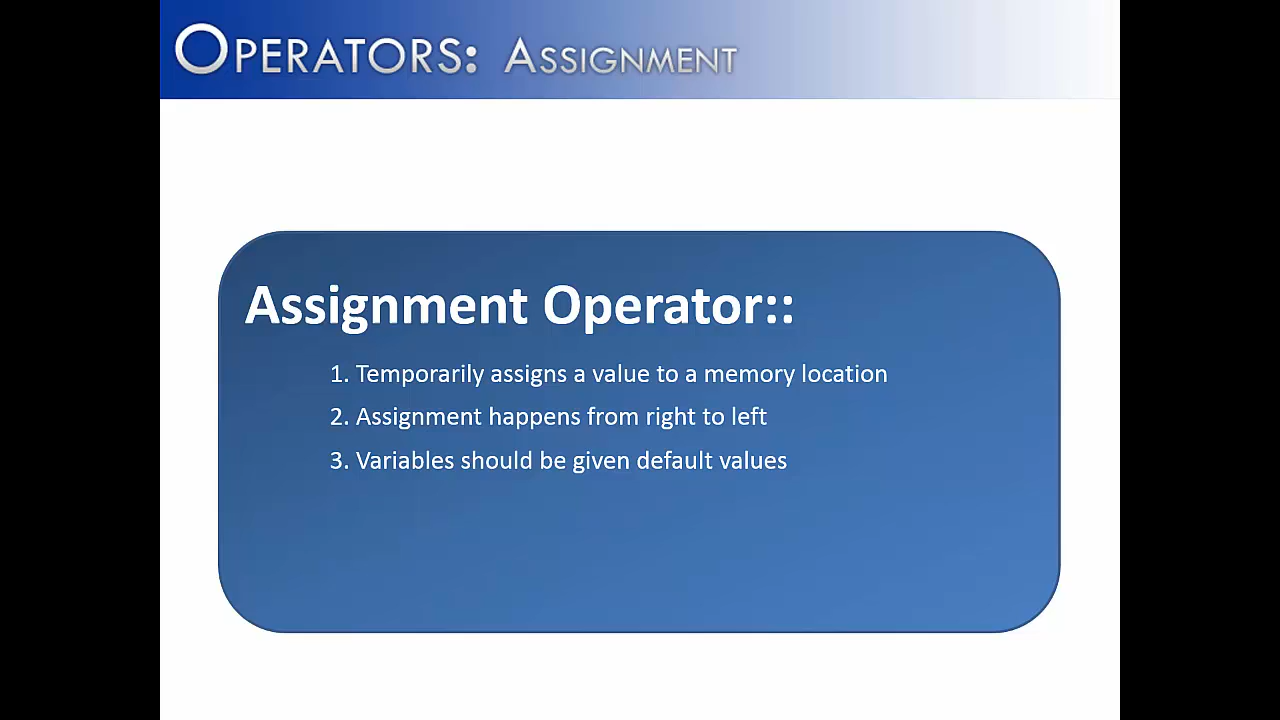 OPERATORS: ASSIGNMENT
Assignment Operator::
1. Temporarily assigns a value to a memory location
2. Assignment happens from right to left
3. Variables should be given default values